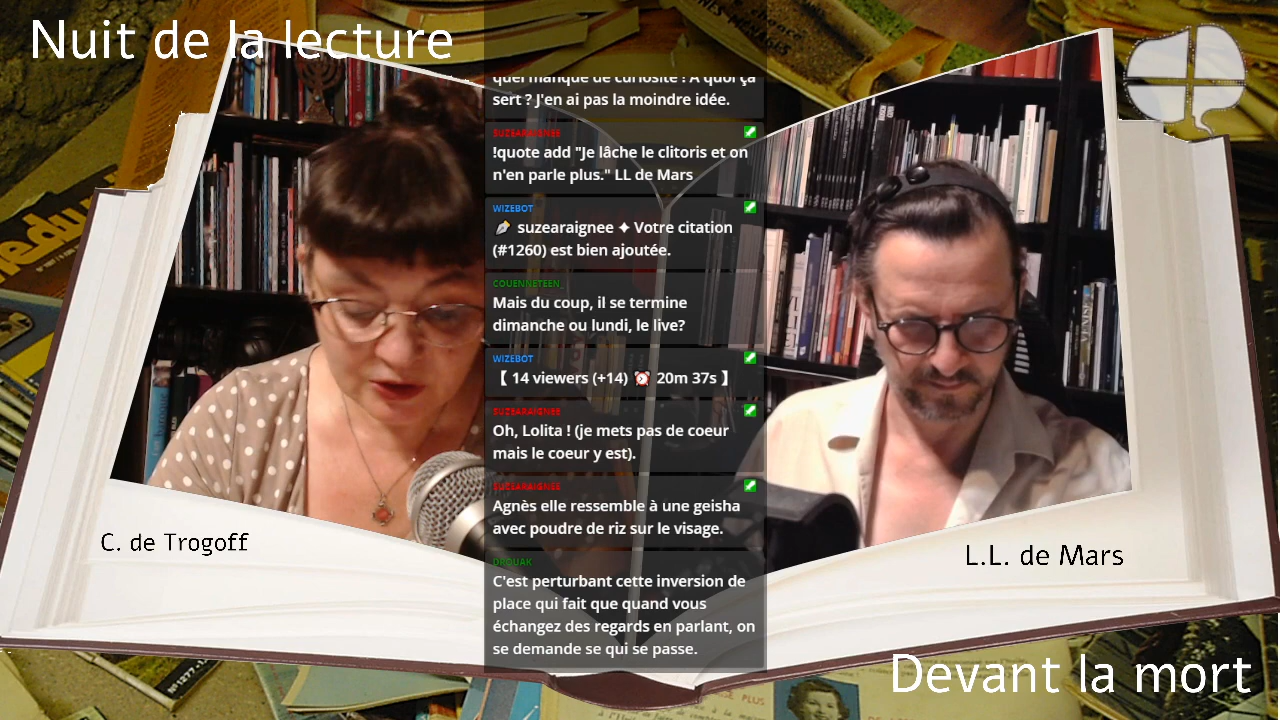 Nuit de la lecture
quel manque de curiosité ! A quoi ça
sert ? J'en ai pas la moindre idée.
SUZEARAIGNEE
!quote add "Je lâche le clitoris et on
n'en parle plus." LL de Mars
WIZEBOT
suzearaignee ✦ Votre citation
(#1260) est bien ajoutée.
COUENNETEEN_
Mais du coup, il se termine
dimanche ou lundi, le live?
WIZEBOT
【 14 viewers (+14) ⏰ 20m 37s 】
SUZEARAIGNEE
Oh, Lolita ! (je mets pas de coeur
mais le coeur y est).
SUZEARAIGNEE
Agnès elle ressemble à une geisha
avec poudre de riz sur le visage.
DROUAK
C'est perturbant cette inversion de
place qui fait que quand vous
échangez des regards en parlant, on
se demande se qui se passe.
C. de Trogoff
L.L. de Mars
Devant la mort